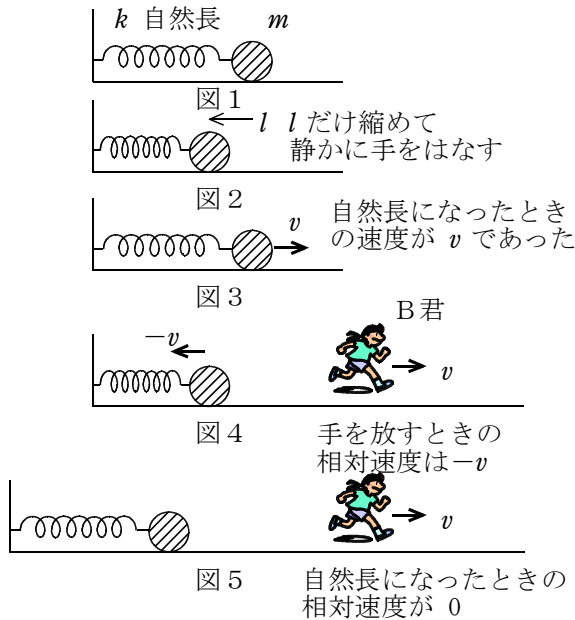 k 自然長 m
図１
l l だけ縮めて
静かに手をはなす
図２
v 自然長になったとき
の速度が v であった
図３
B君
−v
v
図４ 手を放すときの
相対速度は−v
v
図５ 自然長になったときの
相対速度が 0